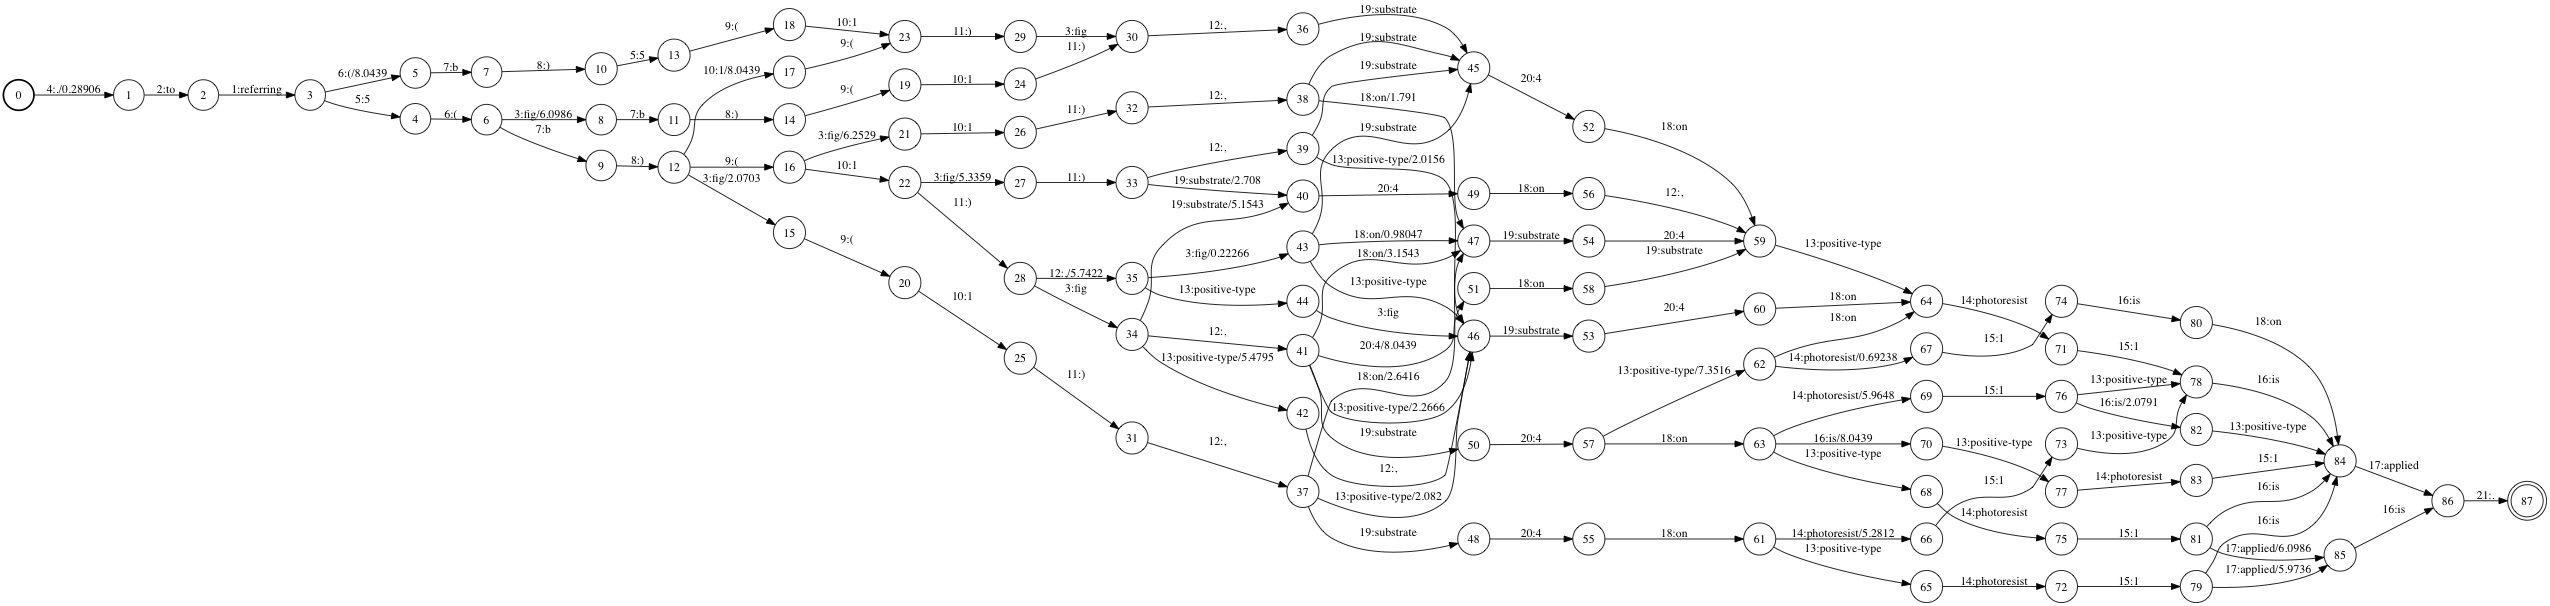 0 4:./0.28906 1 2:to 2 1:referring 3
6:(/8.0439 5 7:b 7 8:) 10 5:5 13 9:( 18 10:1 23 11:) 29 3:fig 30 12:, 36 19:substrate 45 20:4 52 18:on 59
5:5 4 6:( 6 3:fig/6.0986 8 7:b 11 8:) 14 9:( 19 10:1 24 11:)
7:b 9 8:) 12 10:1/8.0439 17 9:(
9:( 16 3:fig/6.2529 21 10:1 26 11:) 32 12:, 38 19:substrate
18:on/1.791
10:1 22 3:fig/5.3359 27 11:) 33 12:, 39 19:substrate
13:positive-type/2.0156
19:substrate/2.708 40 20:4 49 18:on 56 12:,
3:fig/2.0703 15 9:( 20 10:1 25 11:) 31 12:, 37
11:) 28 12:,/5.7422 35 3:fig/0.22266 43 19:substrate
18:on/0.98047 47 19:substrate 54 20:4
13:positive-type
13:positive-type 44 3:fig 46 19:substrate 53 20:4 60 18:on 64
3:fig 34 19:substrate/5.1543
12:, 41 18:on/3.1543
20:4/8.0439 51 18:on 58 19:substrate
13:positive-type/2.2666
19:substrate 50 20:4 57
13:positive-type/5.4795 42 12:,
18:on/2.6416
13:positive-type/2.082
19:substrate 48 20:4 55 18:on 61
13:positive-type 14:photoresist 71 15:1 78 16:is 84 17:applied 86 21:. 87
13:positive-type/7.3516 62 18:on
14:photoresist/0.69238 67 15:1 74 16:is 80 18:on
18:on 63 14:photoresist/5.9648 69 15:1 76 13:positive-type
16:is/2.0791 82 13:positive-type
16:is/8.0439 70 13:positive-type 77 14:photoresist 83 15:1
13:positive-type 68 14:photoresist 75 15:1 81 16:is
17:applied/6.0986 85 16:is
14:photoresist/5.2812 66 15:1 73 13:positive-type
13:positive-type 65 14:photoresist 72 15:1 79 16:is
17:applied/5.9736